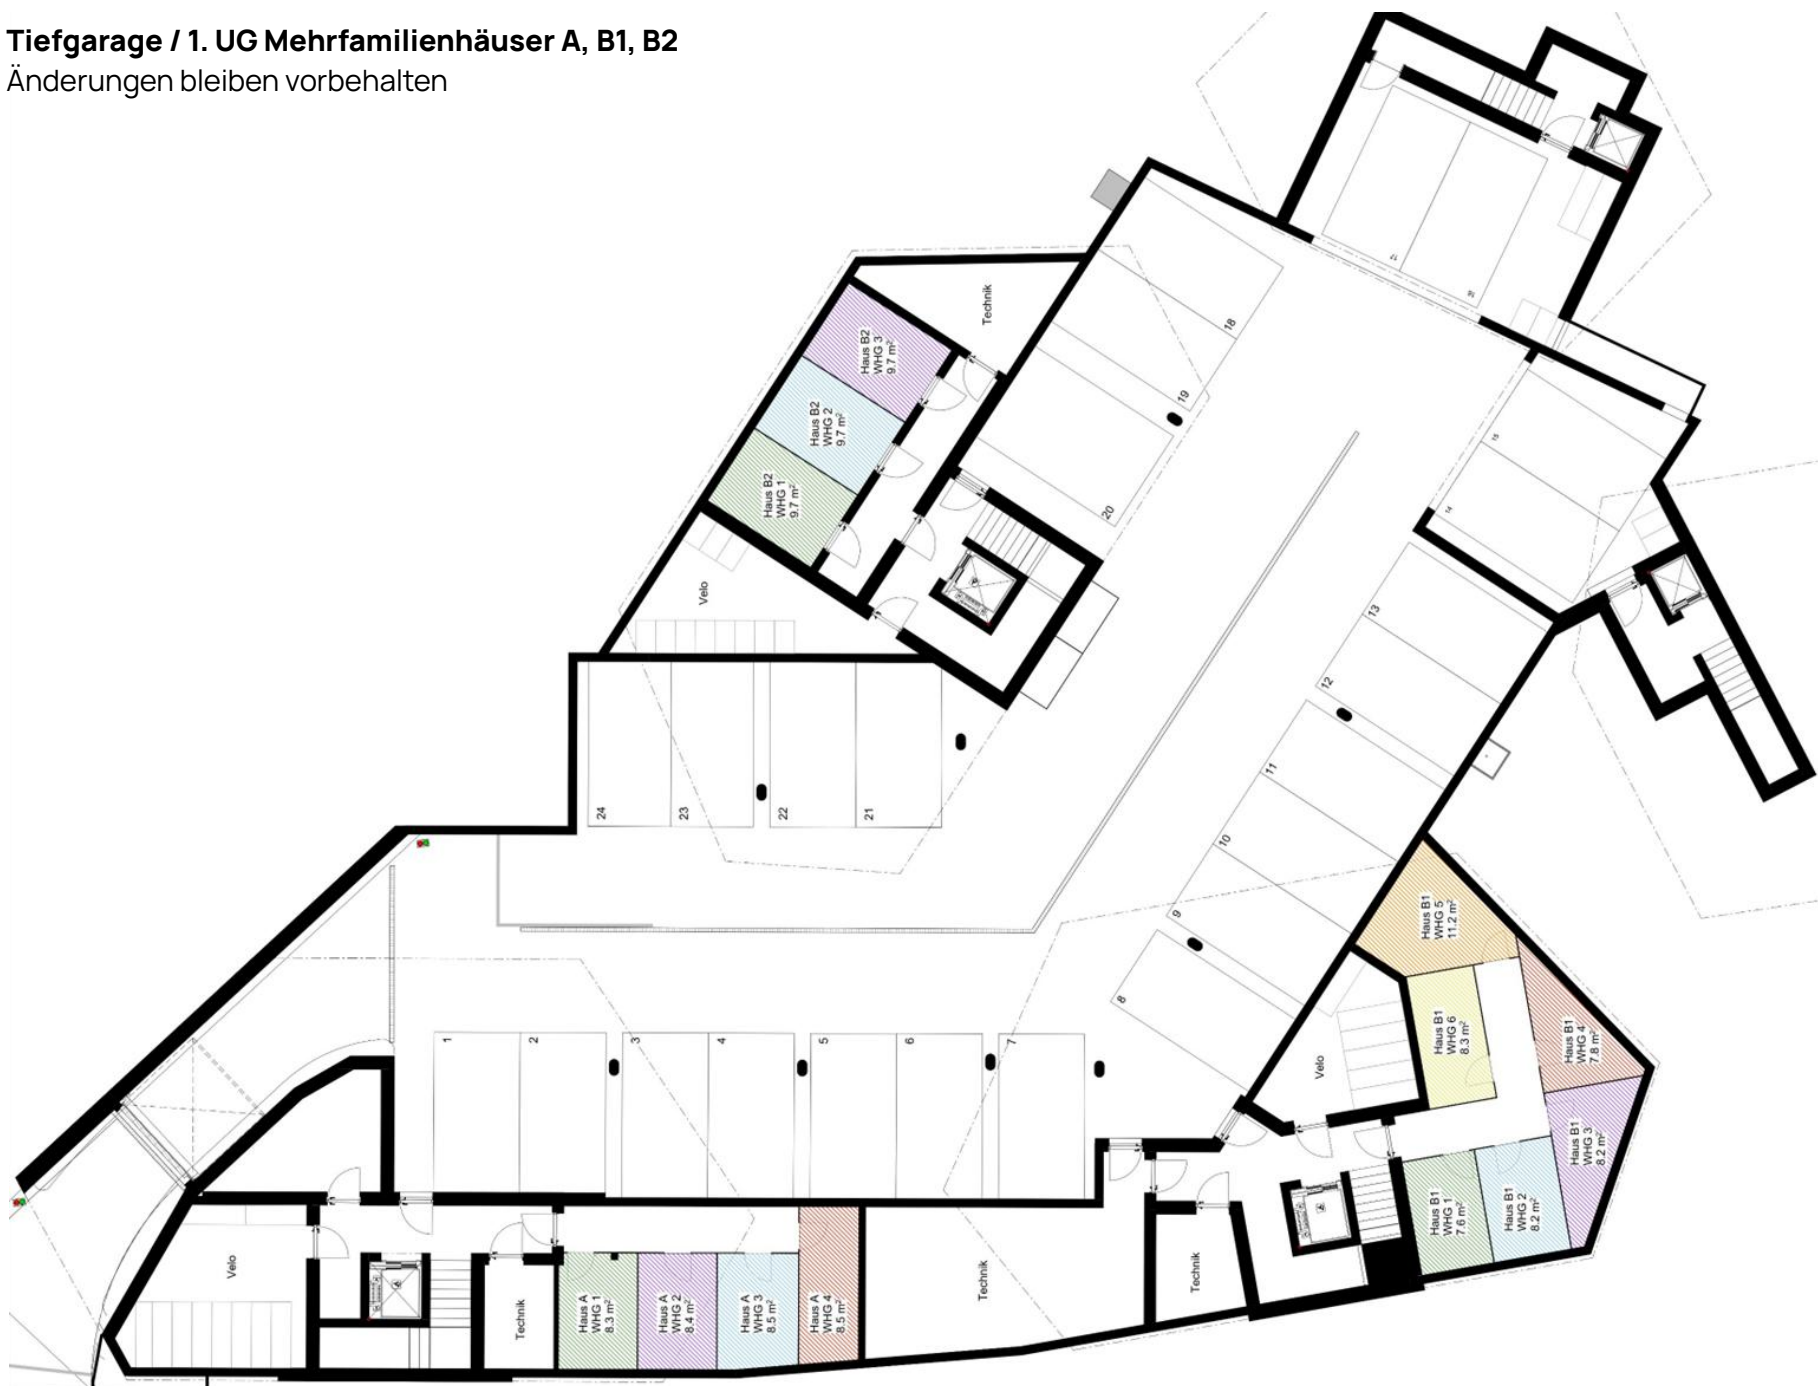 Tiefgarage / 1. UG Mehrfamilienhäuser A, B1, B2
Änderungen bleiben vorbehalten
17
16
Technik
18
Haus B2
WHG 3
9.7 m²
19
Haus B2
WHG 2
9.7 m²
15
Haus B2
WHG 1
9.7 m²
20
14
Velo
13
12
24
23
22
21
11
10
9
8
Haus B1
WHG 5
11.2 m²
1
2
3
4
5
6
7
Haus B1
WHG 6
8.3 m²
Haus B1
WHG 4
7.8 m²
Velo
Haus B1
WHG 3
8.2 m²
Haus B1
WHG 1
7.6 m²
Haus B1
WHG 2
8.2 m²
Velo
Technik
Technik
Technik
Haus A
WHG 1
8.3 m²
Haus A
WHG 2
8.4 m²
Haus A
WHG 3
8.5 m²
Haus A
WHG 4
8.5 m²